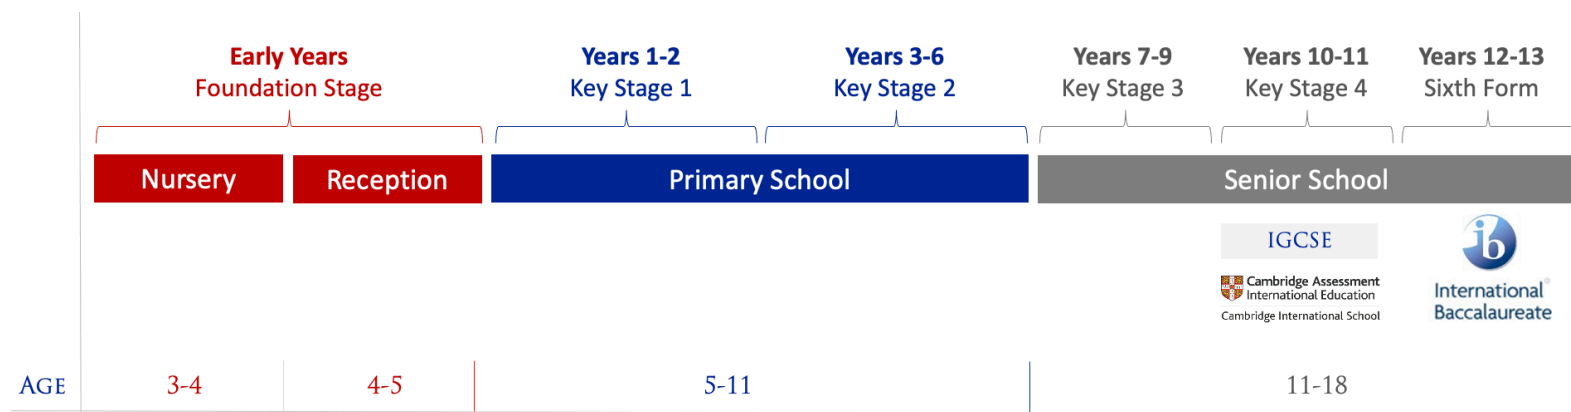 Early Years
Foundation Stage
Years 1-2
Key Stage 1
Years 3-6
Key Stage 2
Years 7-9
Key Stage 3
Years 10-11
Key Stage 4
Years 12-13
Sixth Form
Nursery
Reception
Primary School
Senior School
IGCSE
Cambridge Assessment
International Education
Cambridge International School
ib
International®
Baccalaureate
AGE
3-4
4-5
5-11
11-18